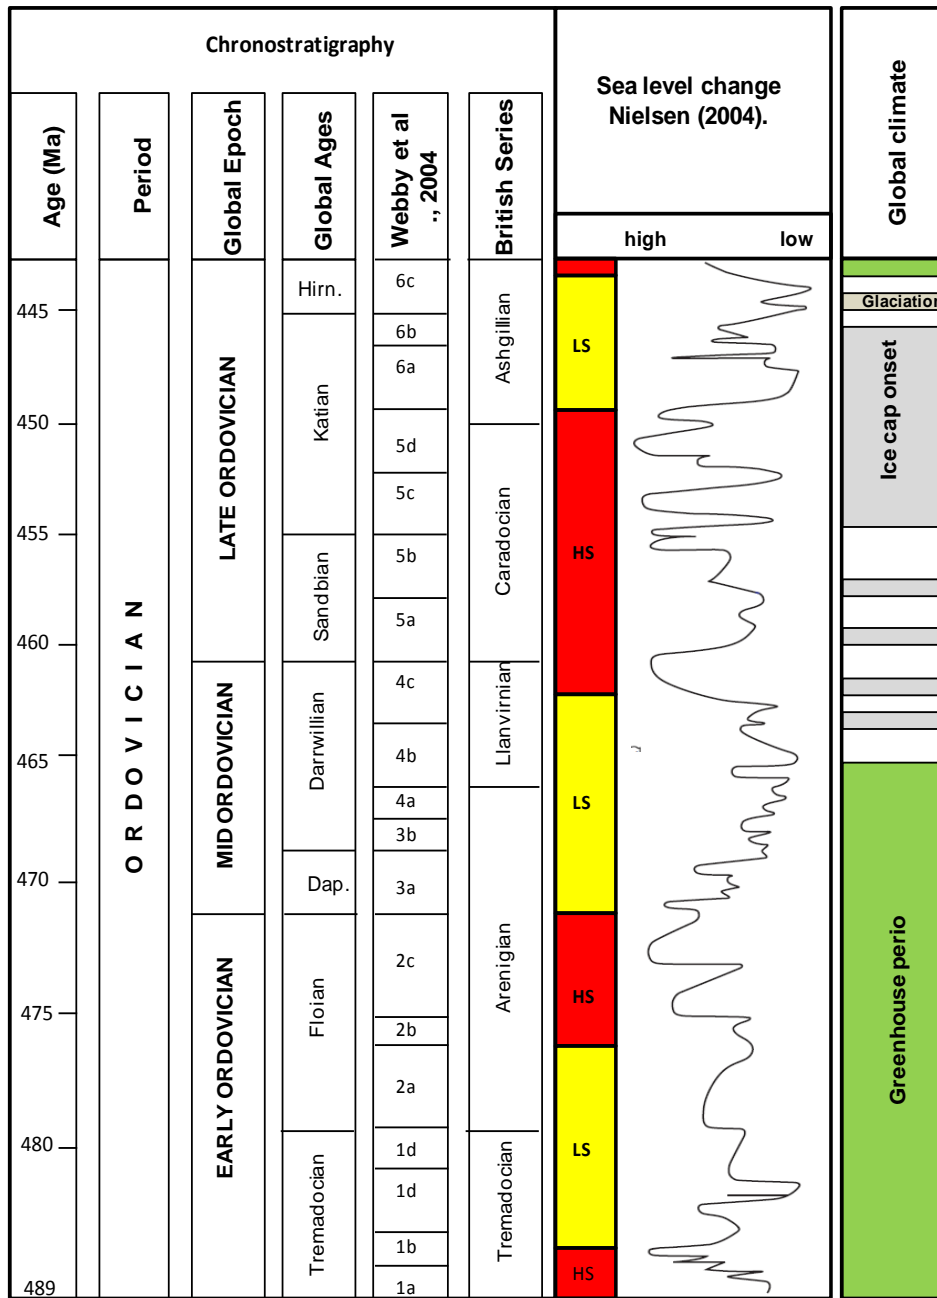 Chronostratigraphy
Sea level change
Nielsen (2004).
Global climate
Age (Ma)
Period
Global Epoch
Global Ages
Webby et al
., 2004
British Series
high low
445
450
455
460
465
470
475
480
489
ORDOVICIAN
LATE ORDOVICIAN
MID ORDOVICIAN
EARLY ORDOVICIAN
Hirn.
Katian
Sandbian
Darrwillian
Dap.
Floian
Tremadocian
6c
6b
6a
5d
5c
5b
5a
4c
4b
4a
3b
3a
2c
2b
2a
1d
1d
1b
1a
Ashgillian
Caradocian
Llanvirnian
Arenigian
Tremadocian
LS
HS
LS
HS
LS
HS
Glaciation
Ice cap onset
Greenhouse perio